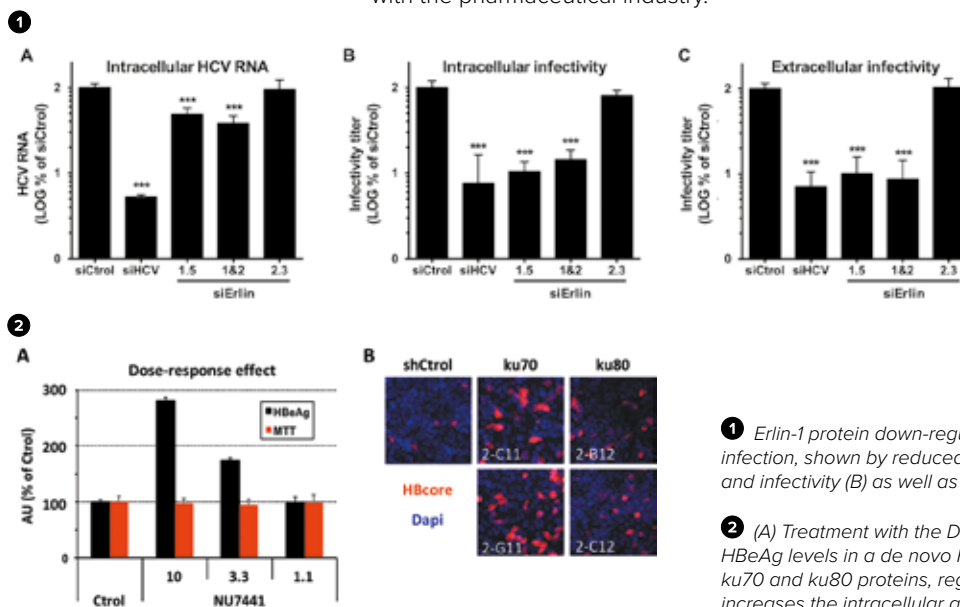 with the pharmaceutical industry.
1
A
Intracellular HCV RNA
HCV RNA
(LOG % of siCtrol)
2
1
0
***
***
***
siCtrol siHCV 1.5 1&2 2.3
siErlin
B
Intracellular infectivity
Infectivity titer
(LOG % of siCtrol)
2
1
0
***
***
***
siCtrol siHCV 1.5 1&2 2.3
siErlin
C
Extracellular infectivity
Infectivity titer
(LOG % of siCtrol)
2
1
0
***
***
***
siCtrol siHCV 1.5 1&2 2.3
siErlin
2
A
Dose-response effect
AU (% of Ctrol)
300
200
100
0
HBeAg
MTT
10 3.3 1.1
Ctrol NU7441
B
shCtrol ku70 ku80
2-C11 2-B12
HBcore
Dapi
2-G11 2-C12
1 Erlin-1 protein down-regu
infection, shown by reduced
and infectivity (B) as well as
2 (A) Treatment with the D
HBeAg levels in a de novo
ku70 and ku80 proteins, reg
increases the intracellular a